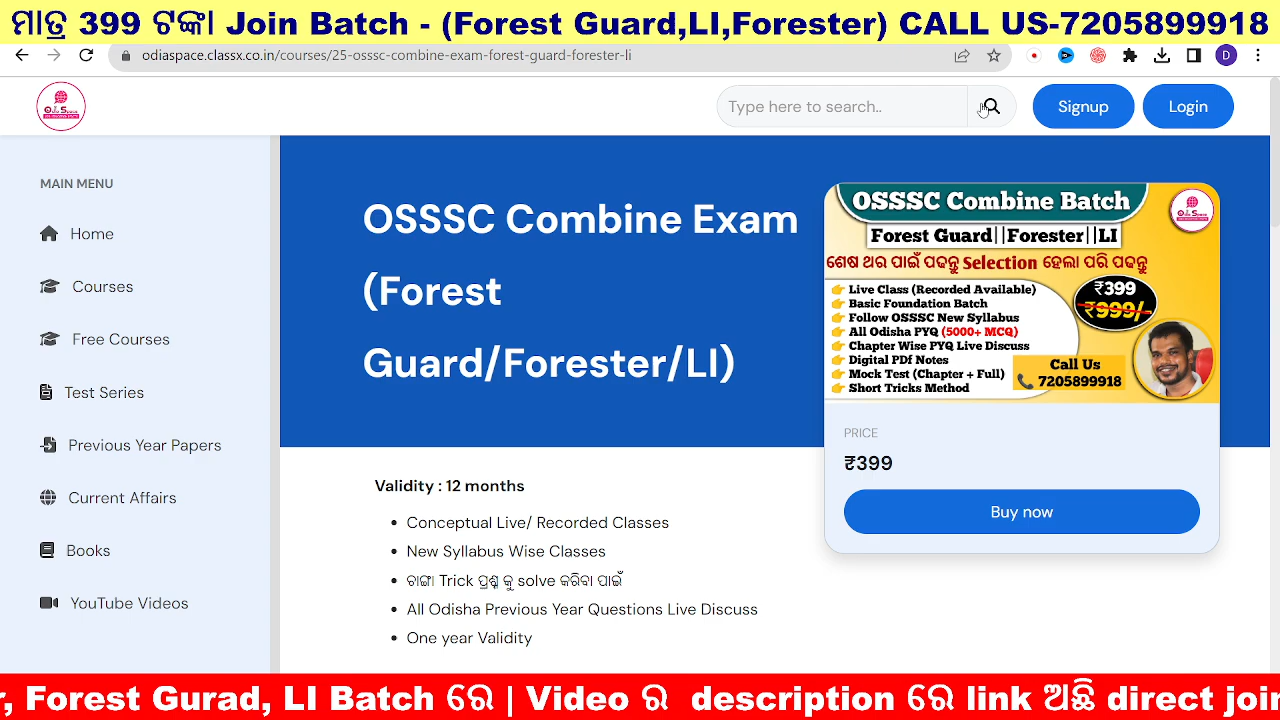 ମାତ୍ର 399 ଟଙ୍କା Join Batch - (Forest Guard,LI,Forester) CALL US-7205899918
odiaspace.classx.co.in/courses/25-osssc-combine-exam-forest-guard-forester-li
D
Type here to search..
Signup
Login
MAIN MENU
Home
Courses
Free Courses
Test Series
Previous Year Papers
Current Affairs
Books
YouTube Videos
OSSSC Combine Exam
(Forest
Guard/Forester/LI)
OSSSC Combine Batch
Forest Guard||Forester||LI
ଶେଷ ଥର ପାଇଁ ପଢନ୍ତୁ Selection ହେଲା ପରି ପଢନ୍ତୁ
Live Class (Recorded Available)
Basic Foundation Batch
Follow OSSSC New Syllabus
All Odisha PYQ (5000+ MCQ)
Chapter Wise PYQ Live Discuss
Digital PDf Notes
Mock Test (Chapter + Full)
Short Tricks Method
₹399
₹999/-
Call Us
7205899918
PRICE
₹399
Buy now
Validity : 12 months
Conceptual Live/ Recorded Classes
New Syllabus Wise Classes
ଟାଙ୍ଗା Trick ପ୍ରଶ୍ନ କୁ solve କରିବା ପାଇଁ
All Odisha Previous Year Questions Live Discuss
One year Validity
r, Forest Gurad, LI Batch ରେ | Video ର description ରେ link ଅଛି direct join